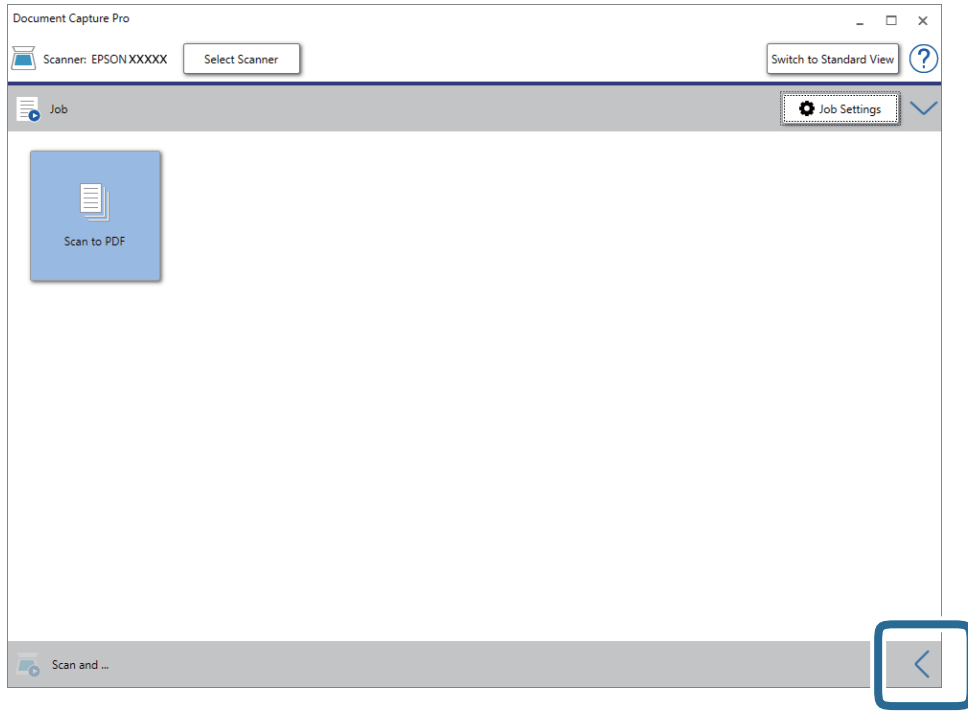 Document Capture Pro
Scanner: EPSON XXXXX Select Scanner Switch to Standard View ?
Job Job Settings
Scan to PDF
Scan and ...